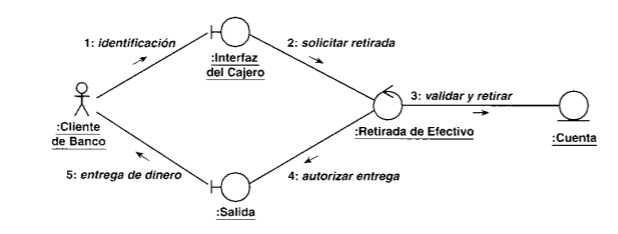 1: identificación
:Interfaz
del Cajero
2: solicitar retirada
3: validar y retirar
:Cliente
de Banco
:Retirada de Efectivo
:Cuenta
5: entrega de dinero
4: autorizar entrega
:Salida